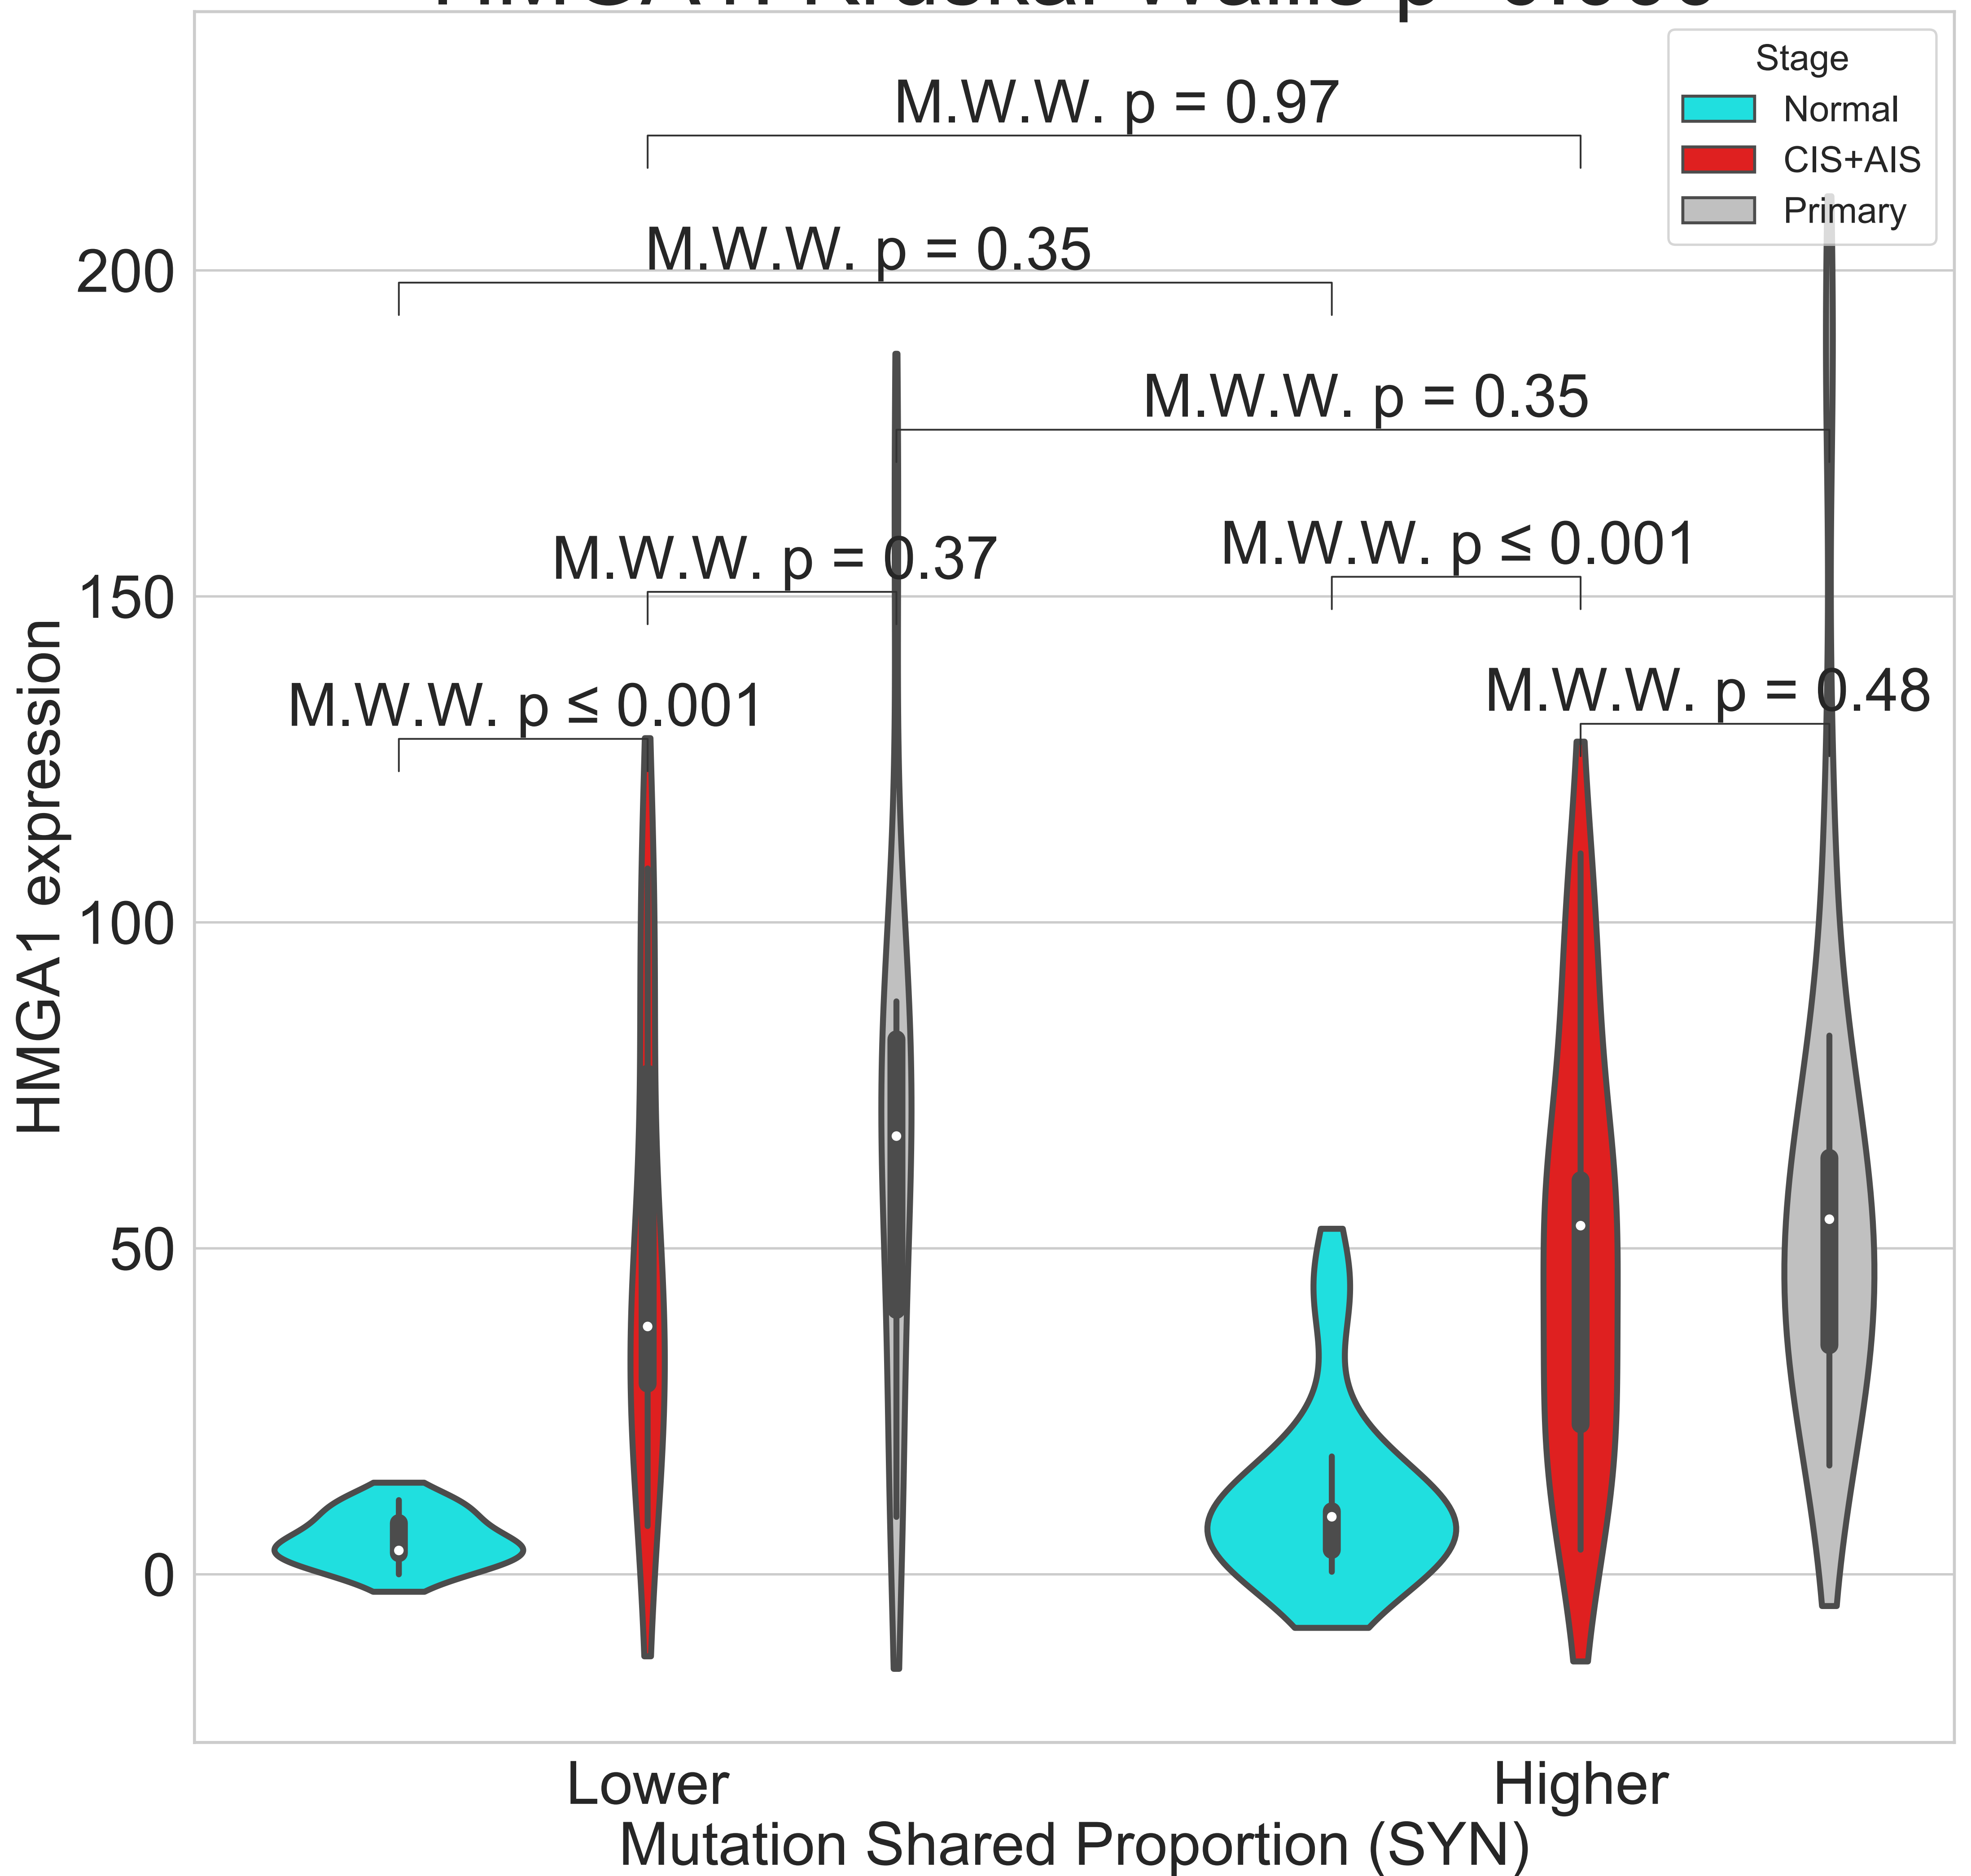 Stage
Normal
CIS+AIS
Primary
M.W.W. p = 0.97
M.W.W. p = 0.35
M.W.W. p = 0.35
M.W.W. p = 0.37
M.W.W. p ≤ 0.001
M.W.W. p ≤ 0.001
M.W.W. p = 0.48
200
150
100
50
0
HMGA1 expression
Lower
Higher
Mutation Shared Proportion (SYN)